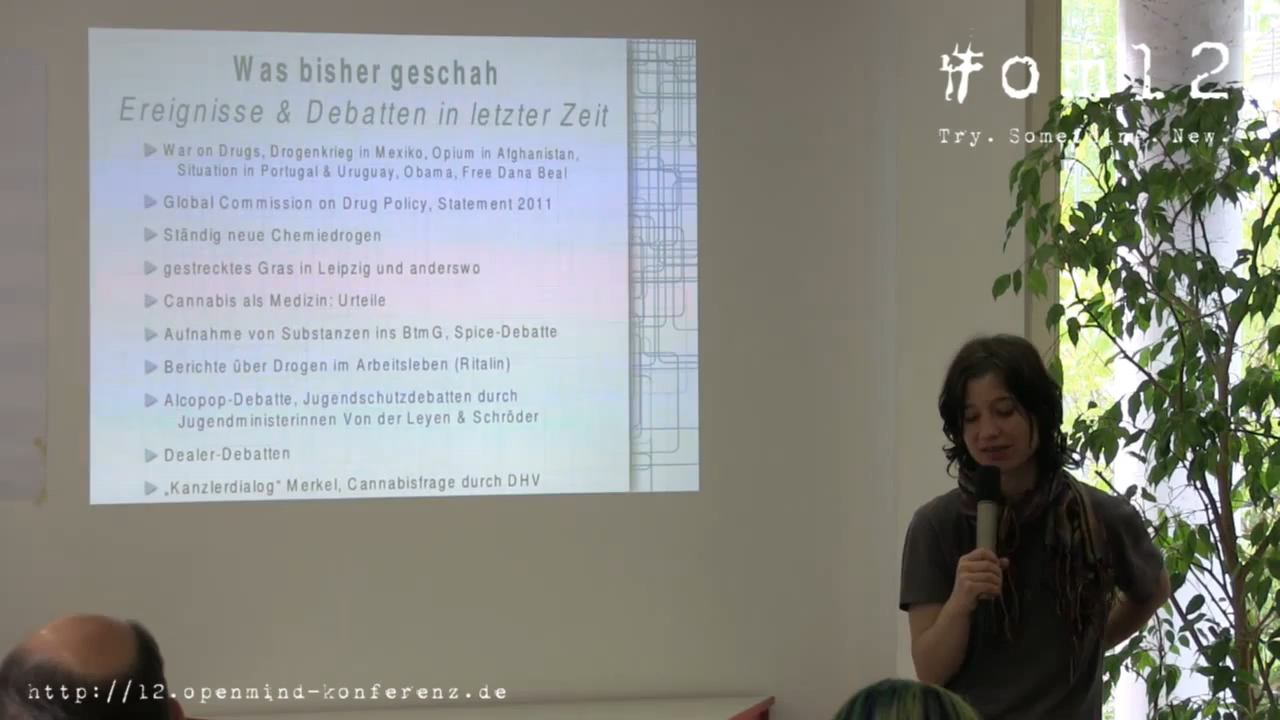 Was bisher geschah
Ereignisse & Debatten in letzter Zeit
War on Drugs, Drogenkrieg in Mexiko, Opium in Afghanistan,
Situation in Portugal & Uruguay, Obama, Free Dana Beal
Global Commission on Drug Policy, Statement 2011
Ständig neue Chemiedrogen
gestrecktes Gras in Leipzig und anderswo
Cannabis als Medizin: Urteile
Aufnahme von Substanzen ins BtmG, Spice-Debatte
Berichte über Drogen im Arbeitsleben (Ritalin)
Alcopop-Debatte, Jugendschutzdebatten durch
Jugendministerinnen Von der Leyen & Schröder
Dealer-Debatten
„Kanzlerdialog“ Merkel, Cannabisfrage durch DHV
#om12
Try. Something. New.
http://12.openmind-konferenz.de